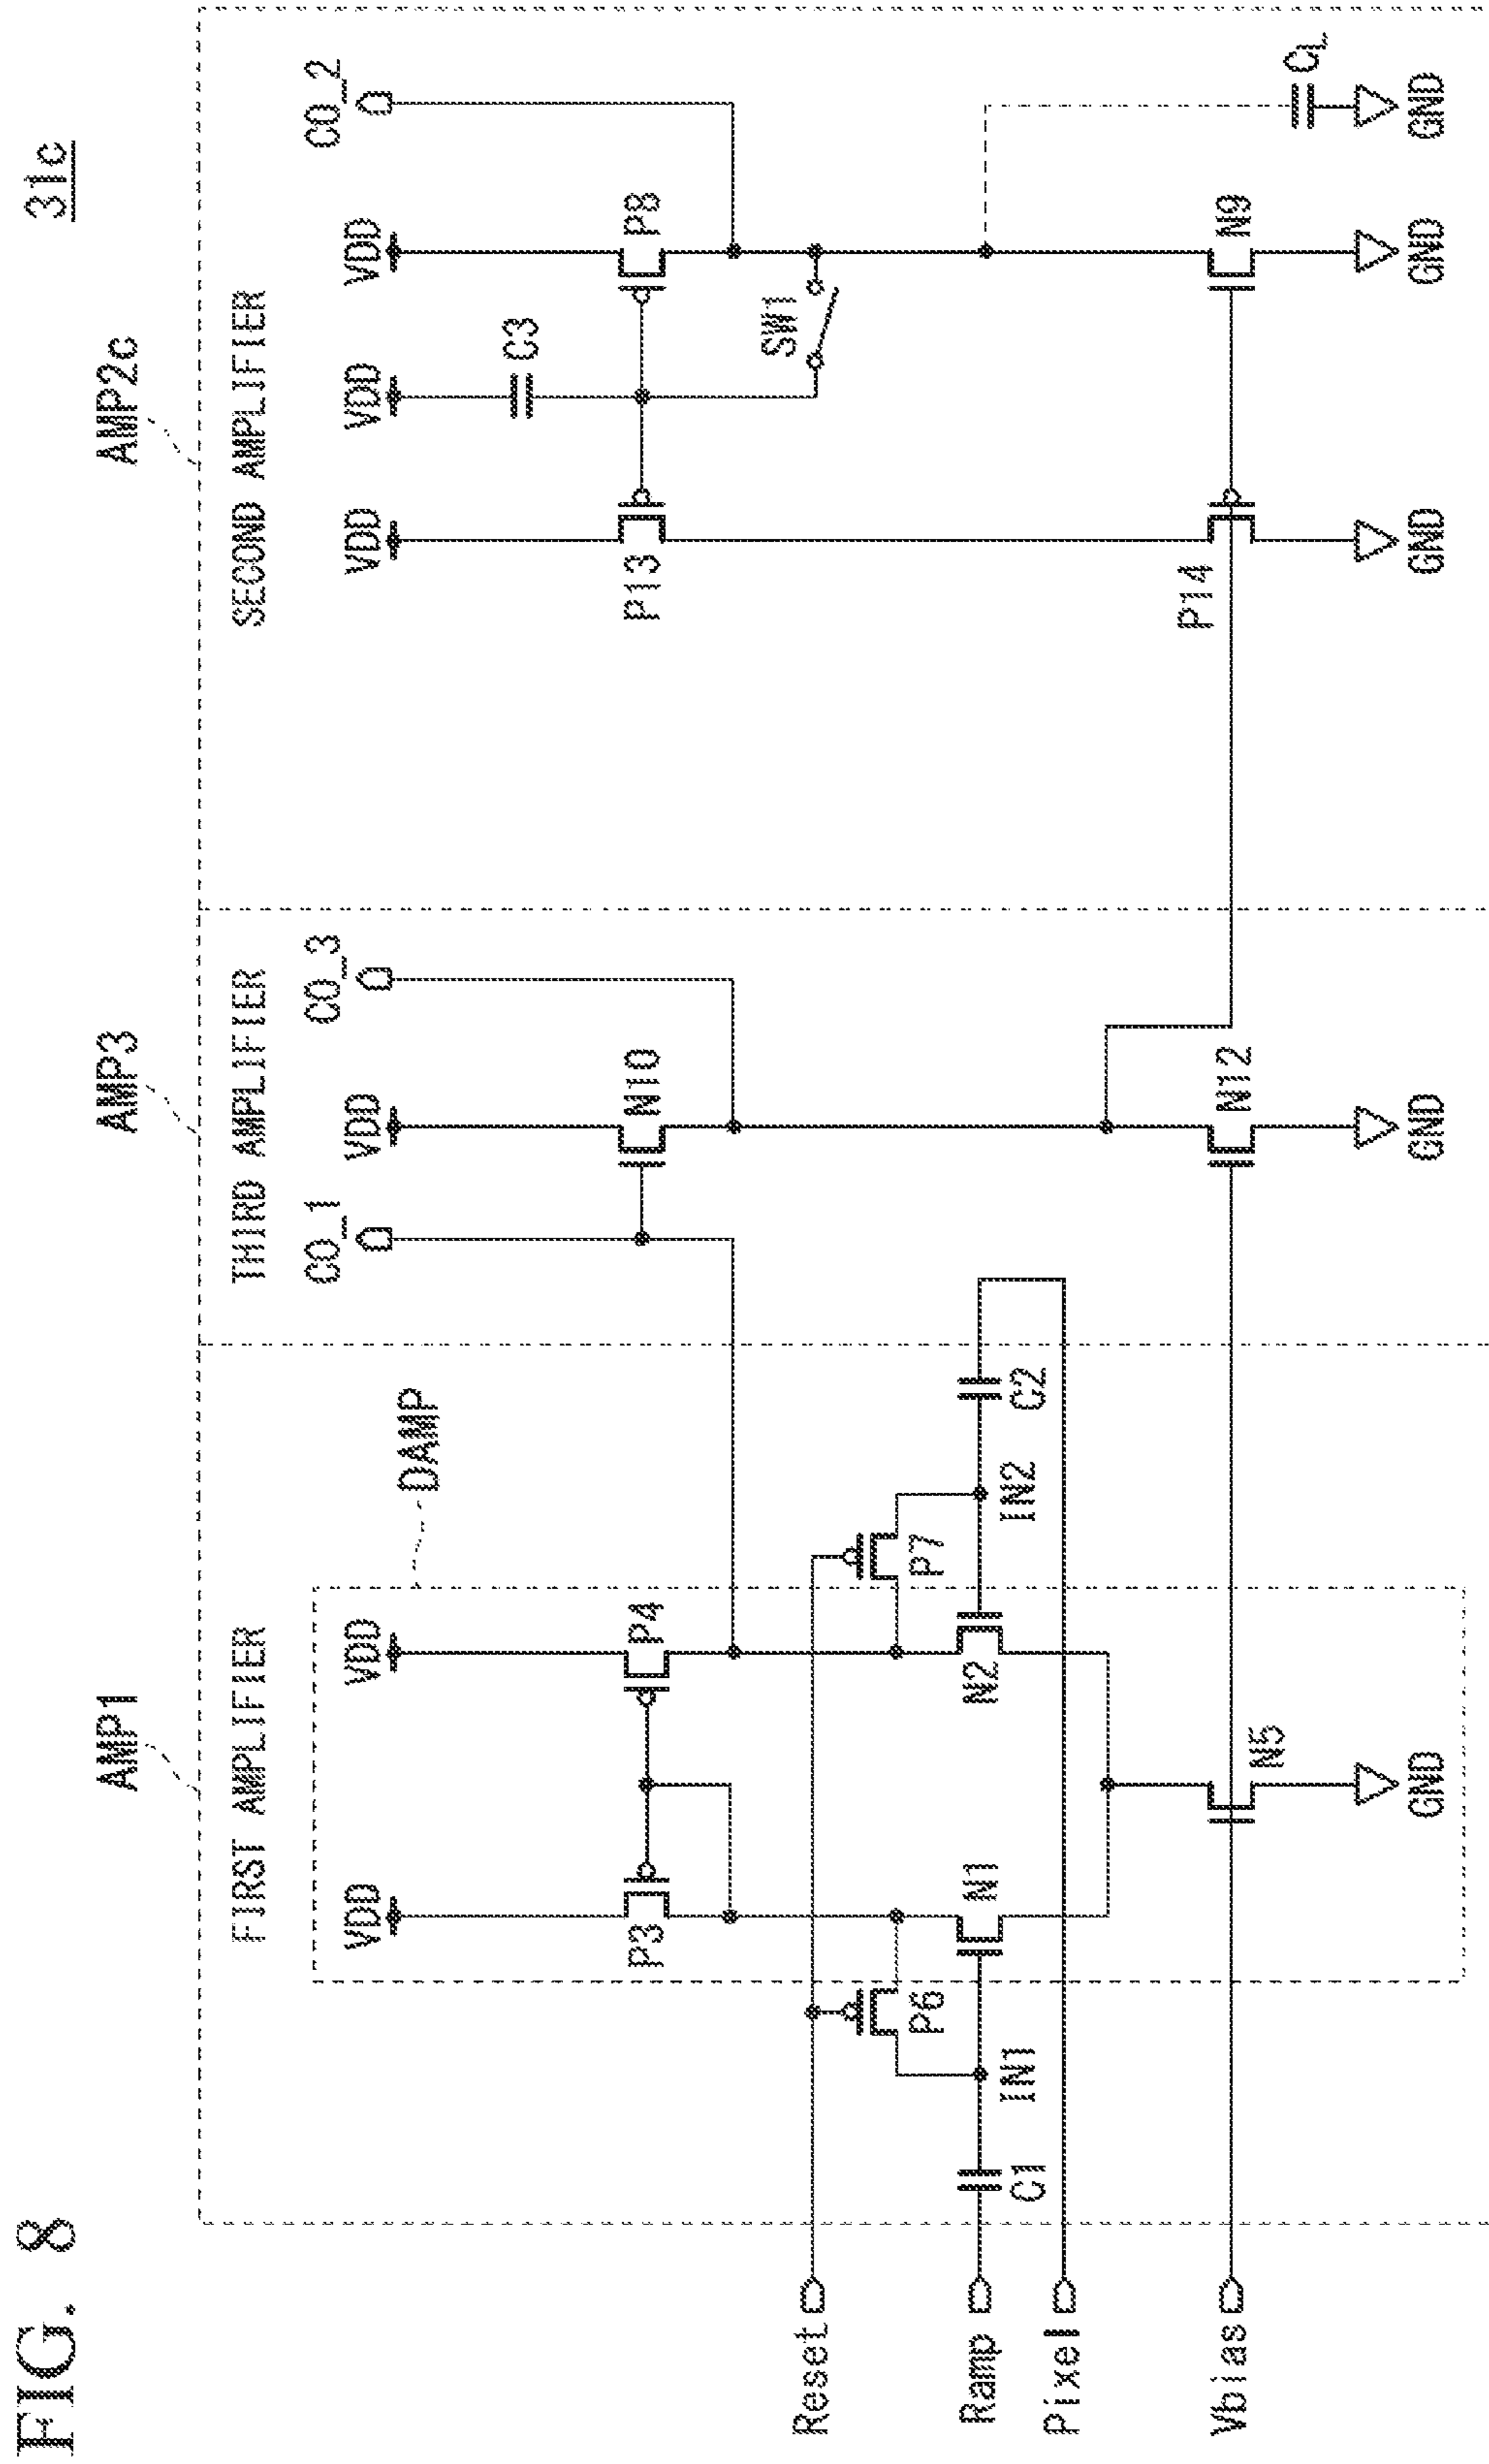 FIG. 8
31c
AMP1
AMP3
AMP2c
FIRST AMPLIFIER
THIRD AMPLIFIER
SECOND AMPLIFIER
DAMP
CO_1
CO_3
CO_2
VDD
VDD
VDD
VDD
VDD
VDD
C3
P3
P4
N10
P13
P8
SW1
Reset
P6
P7
Ramp
C1
IN1
N1
N2
IN2
C2
Pixel
Vbias
N5
N12
P14
N9
CL
GND
GND
GND
GND
GND